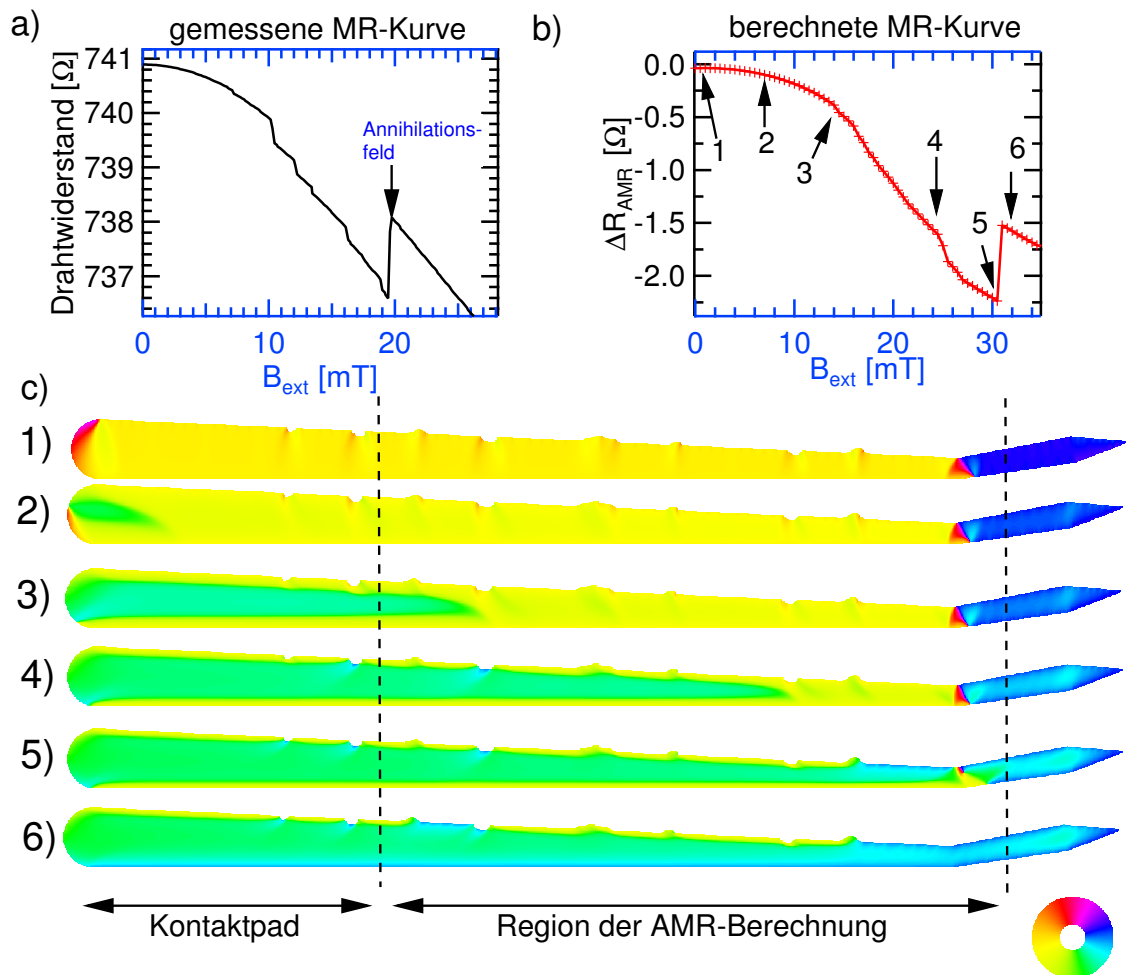 a)
gemessene MR-Kurve
741
740
739
738
737
Drahtwiderstand [Ω]
Annihilations-
feld
0
10
20
B_ext [mT]
b)
berechnete MR-Kurve
0.0
-0.5
-1.0
-1.5
-2.0
ΔR_AMR [Ω]
1
2
3
4
5
6
0
10
20
30
B_ext [mT]
c)
1)
2)
3)
4)
5)
6)
Kontaktpad
Region der AMR-Berechnung